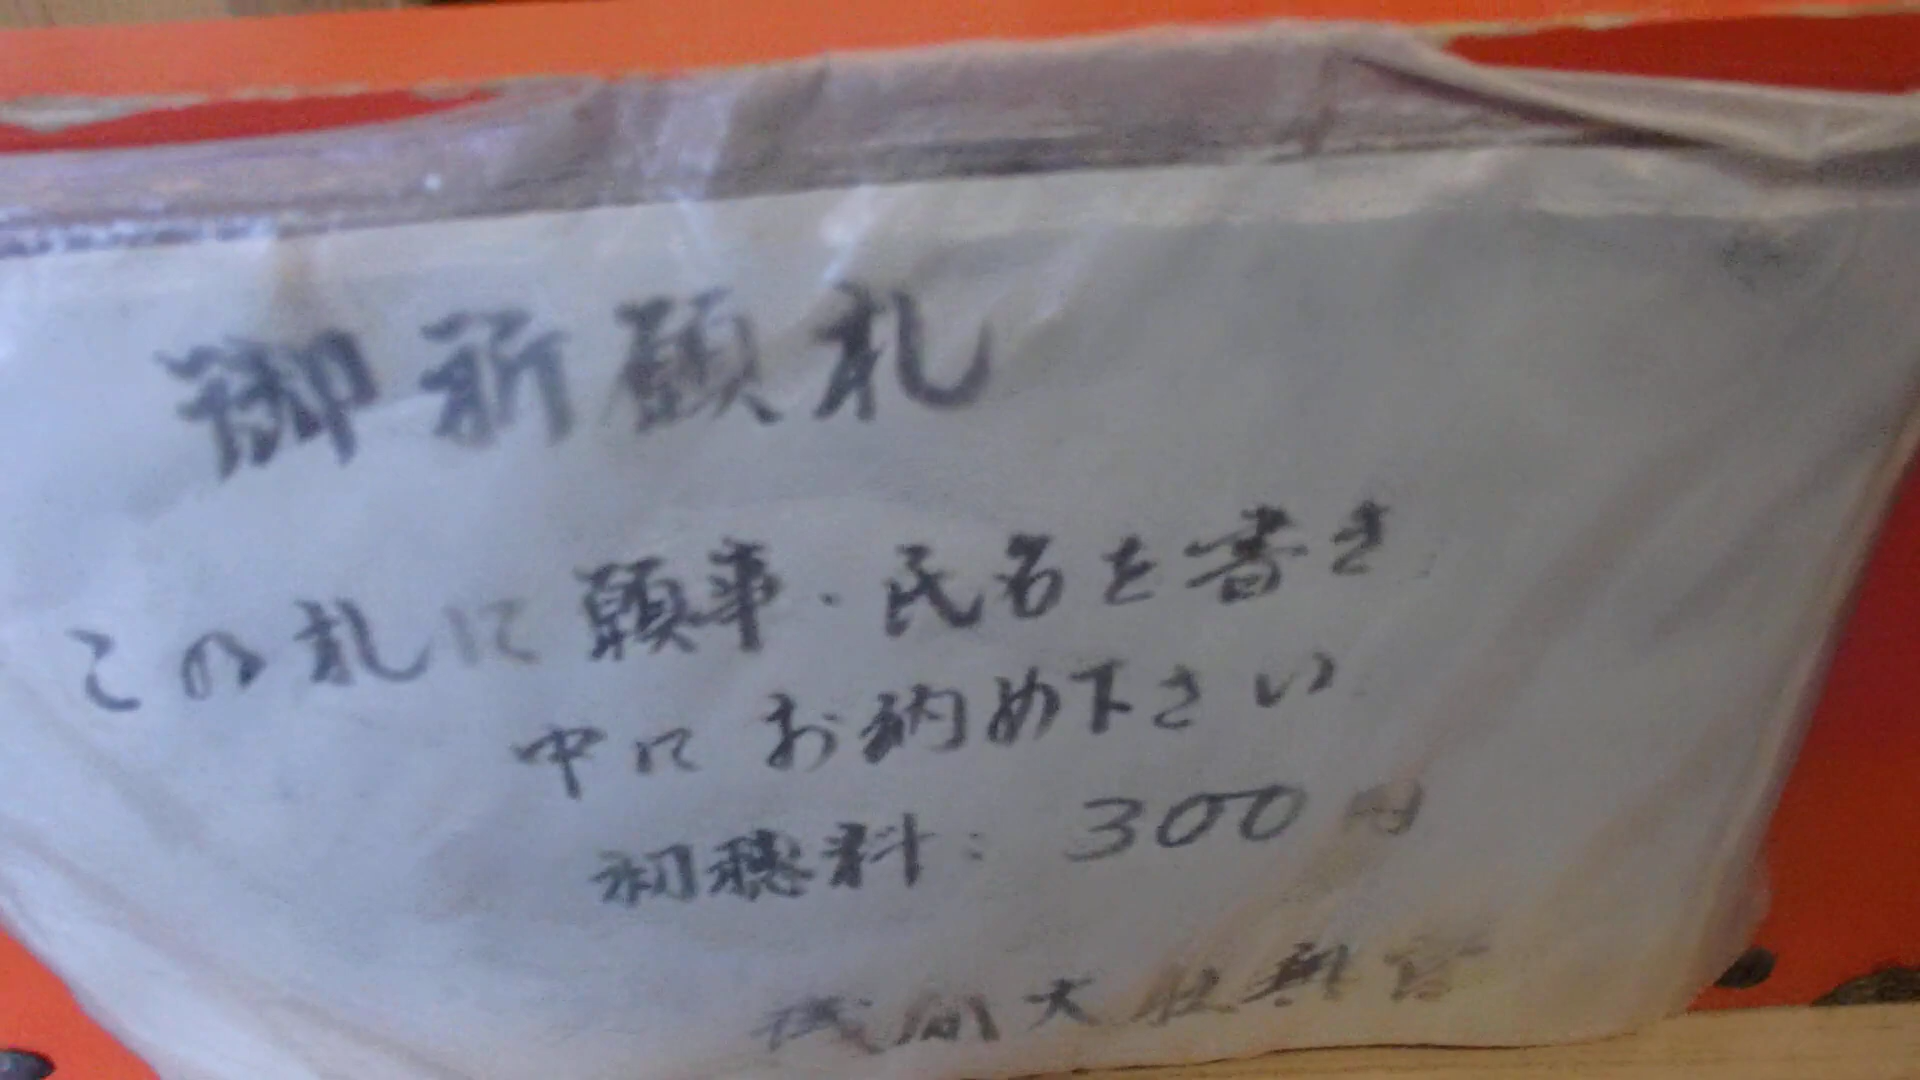 御祈願札
この札に願事・氏名を書き
中にお納め下さい
初穂料：300円
大